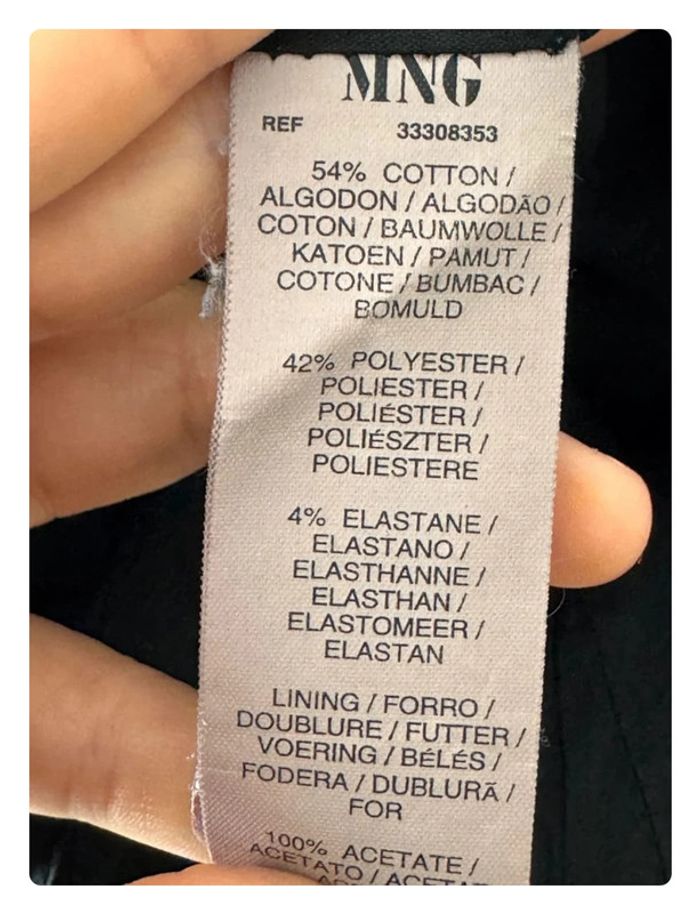 MNG
REF 33308353
54% COTTON /
ALGODON / ALGODÃO /
COTON / BAUMWOLLE /
KATOEN / PAMUT /
COTONE / BUMBAC /
BOMULD
42% POLYESTER /
POLIESTER /
POLIÉSTER /
POLIÉSZTER /
POLIESTERE
4% ELASTANE /
ELASTANO /
ELASTHANNE /
ELASTHAN /
ELASTOMEER /
ELASTAN
LINING / FORRO /
DOUBLURE / FUTTER /
VOERING / BÉLÉS /
FODERA / DUBLURĂ /
FOR
100% ACETATE /
ACETATO /